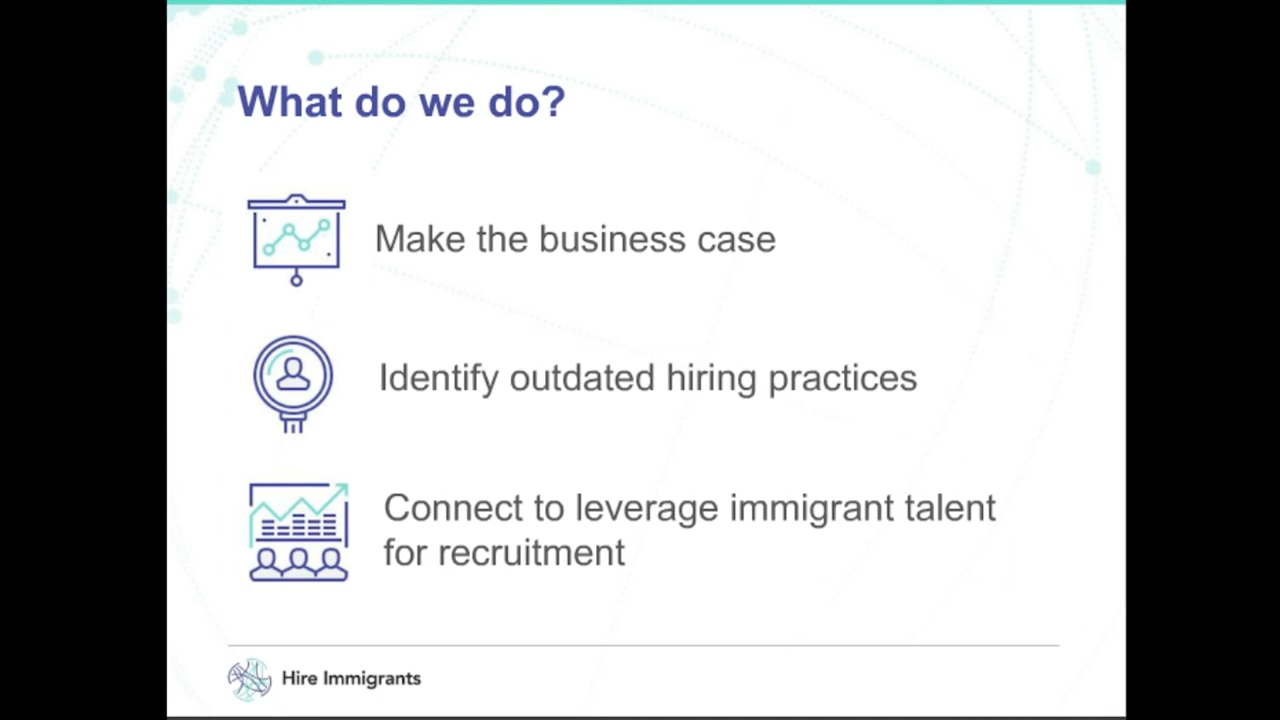 What do we do?
Make the business case
Identify outdated hiring practices
Connect to leverage immigrant talent
for recruitment
Hire Immigrants